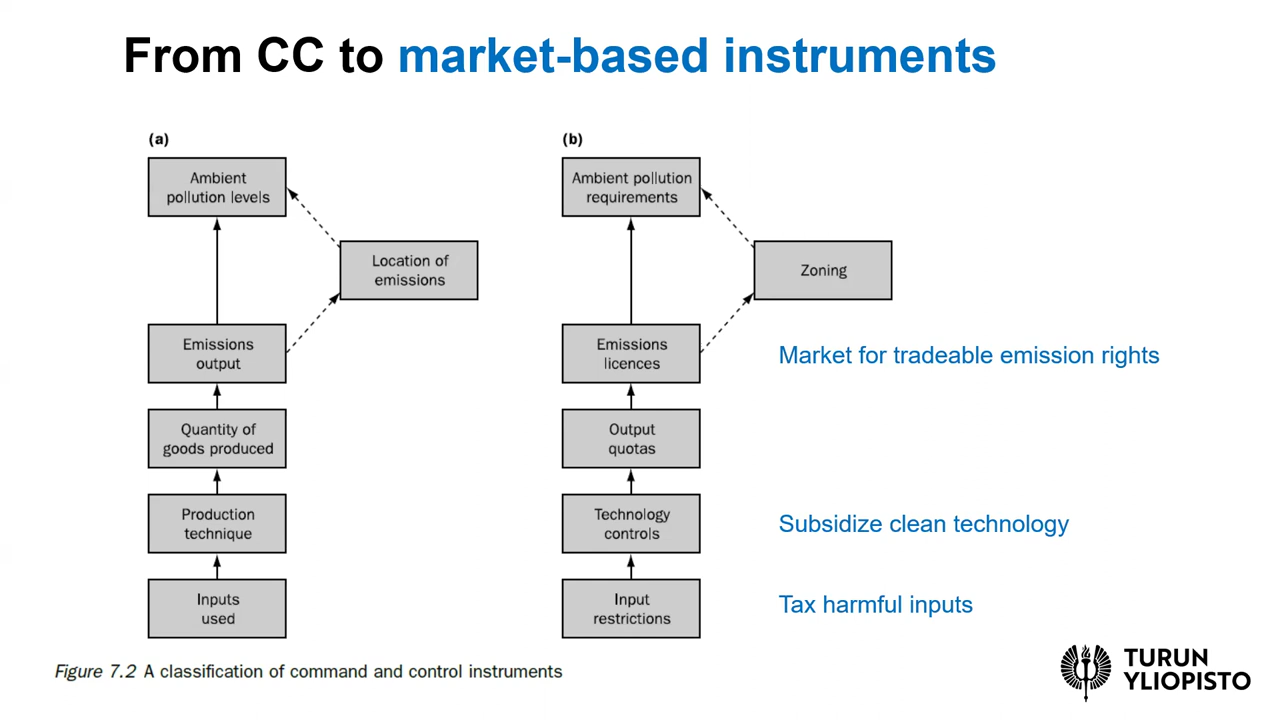 From CC to market-based instruments
(a)
Ambient
pollution levels
Location of
emissions
Emissions
output
Quantity of
goods produced
Production
technique
Inputs
used
(b)
Ambient pollution
requirements
Zoning
Emissions
licences
Market for tradeable emission rights
Output
quotas
Technology
controls
Subsidize clean technology
Input
restrictions
Tax harmful inputs
Figure 7.2 A classification of command and control instruments
TURUN
YLIOPISTO